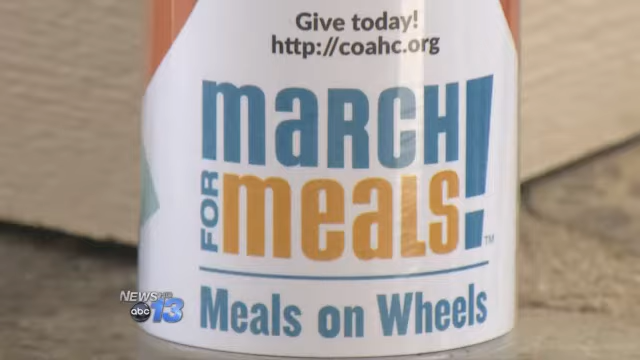 Give today!
http://coahc.org
MARCH!
FOR
meals
TM
Meals on Wheels
NEWS
abc 13